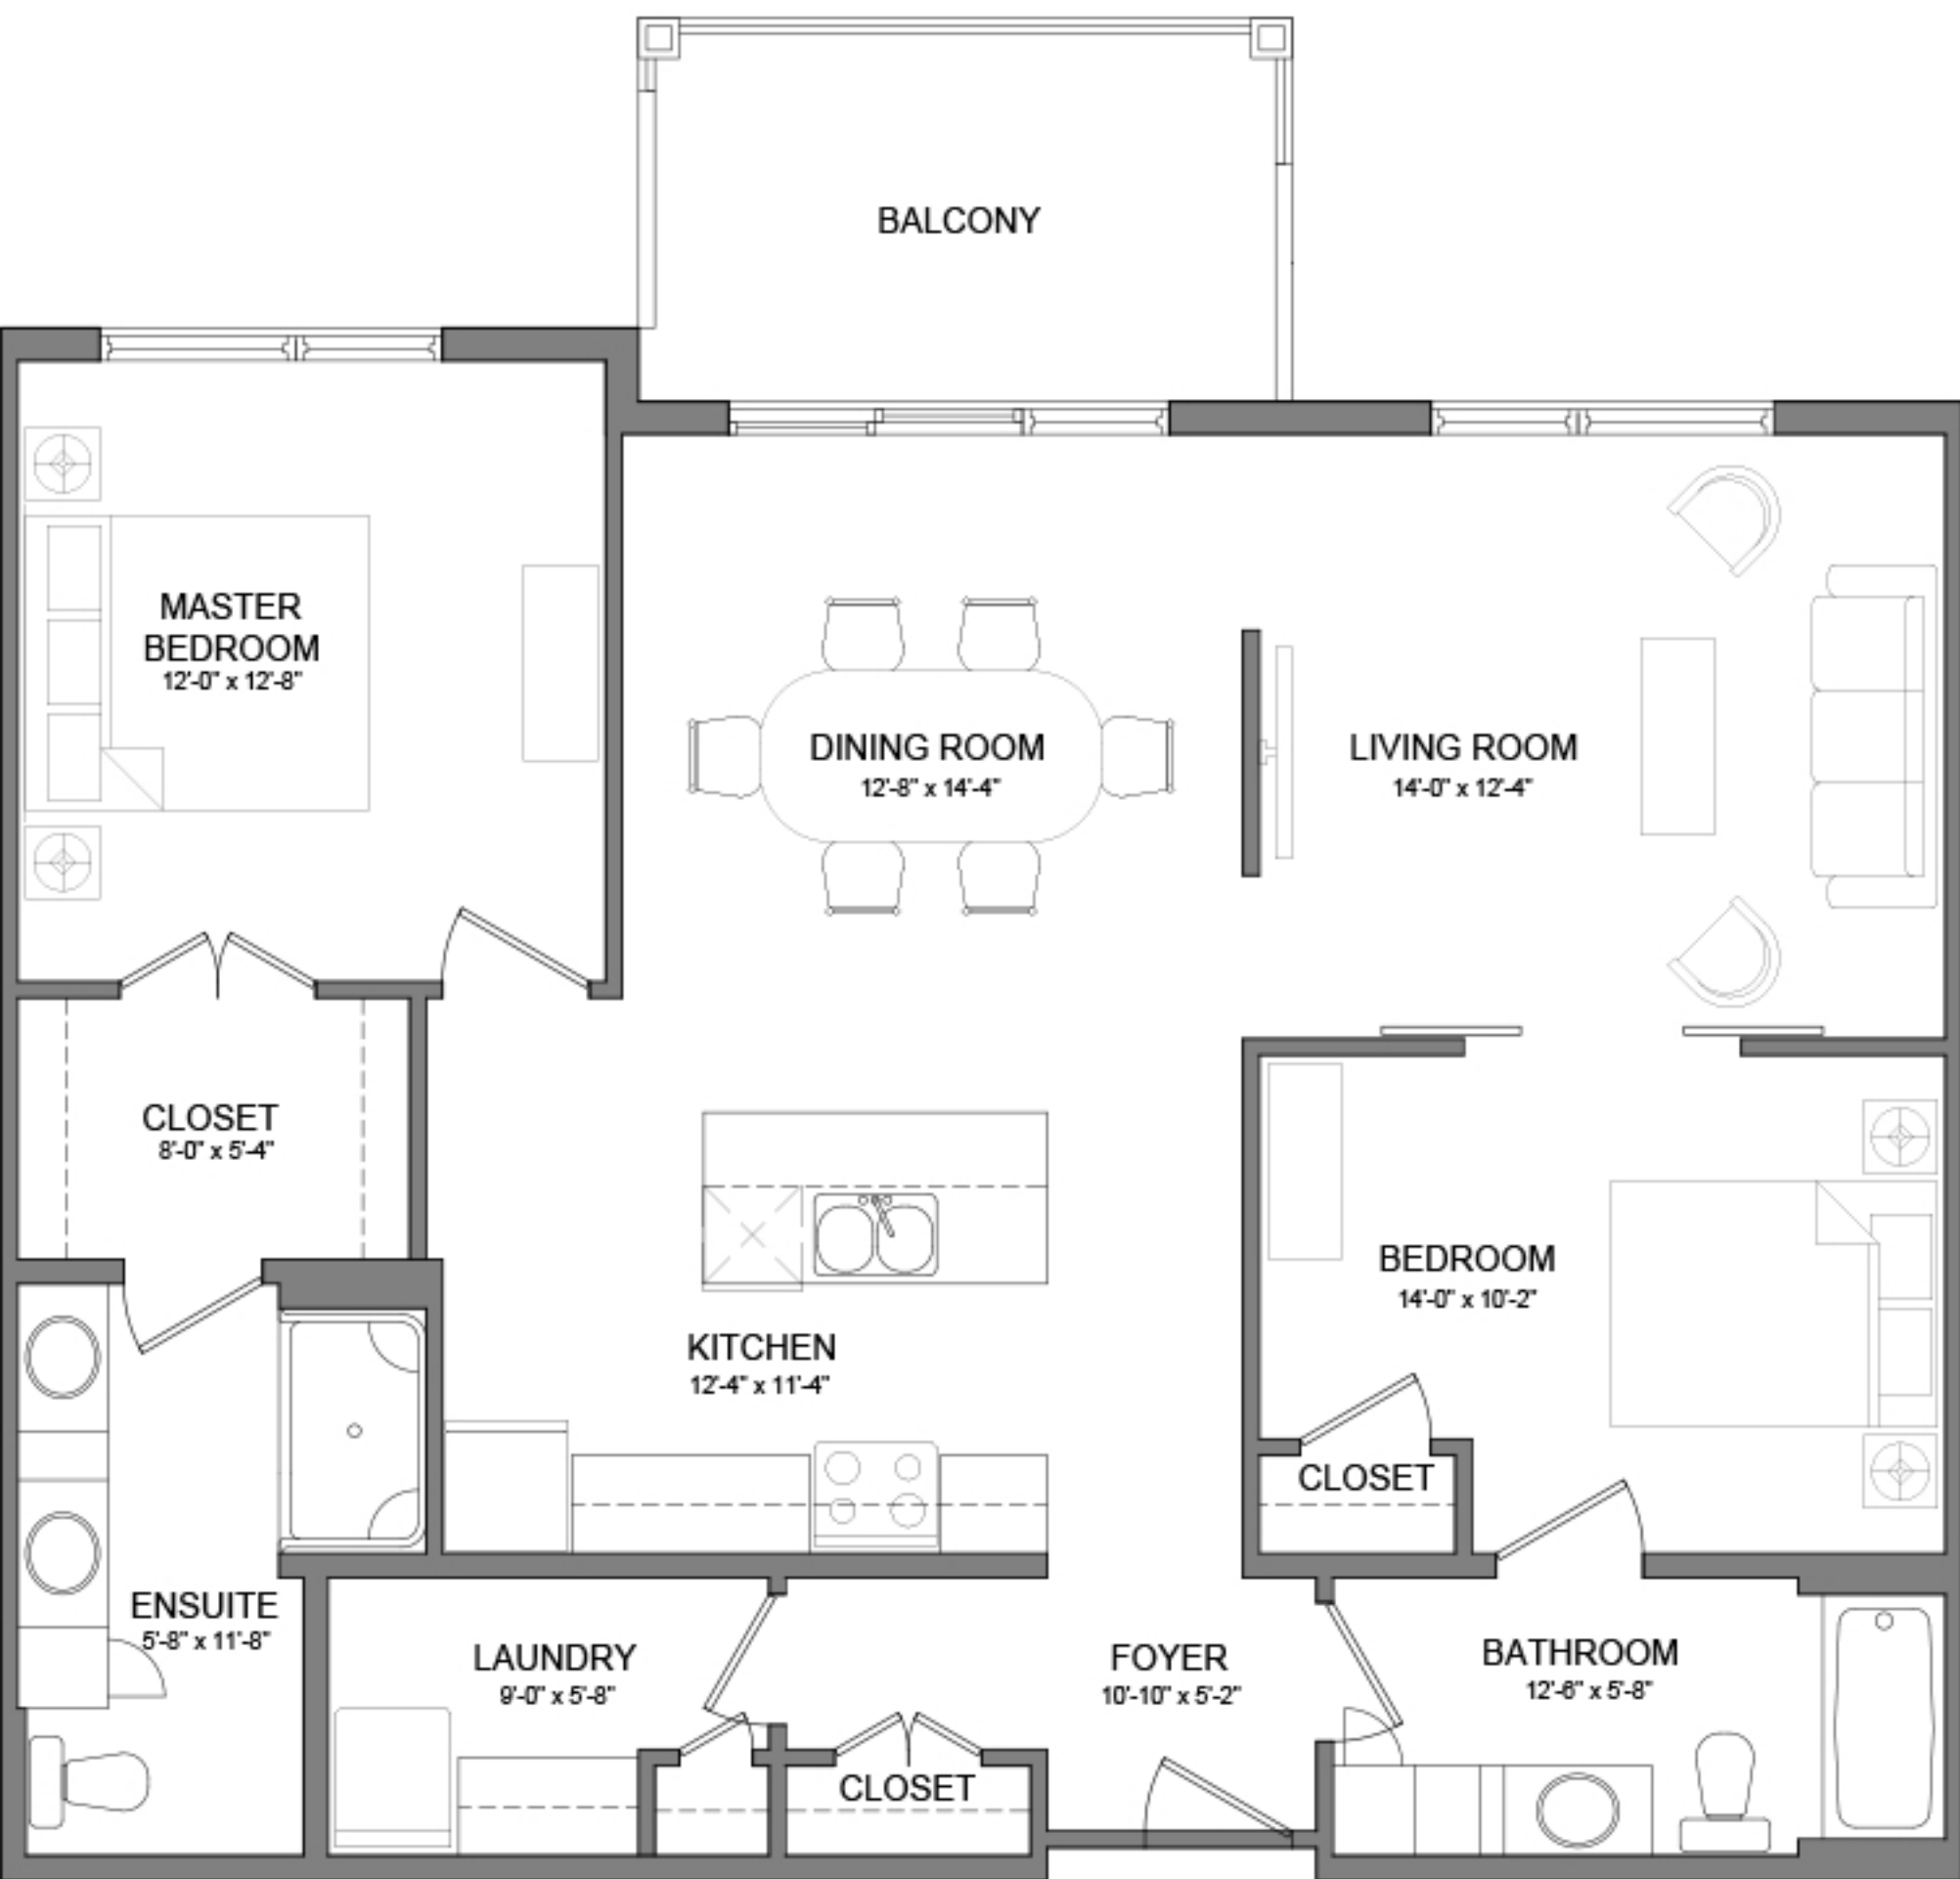 BALCONY
MASTER
BEDROOM
12'-0" x 12'-8"
DINING ROOM
12'-8" x 14'-4"
LIVING ROOM
14'-0" x 12'-4"
CLOSET
8'-0" x 5'-4"
BEDROOM
14'-0" x 10'-2"
KITCHEN
12'-4" x 11'-4"
CLOSET
ENSUITE
5'-8" x 11'-8"
LAUNDRY
9'-0" x 5'-8"
FOYER
10'-10" x 5'-2"
BATHROOM
12'-6" x 5'-8"
CLOSET